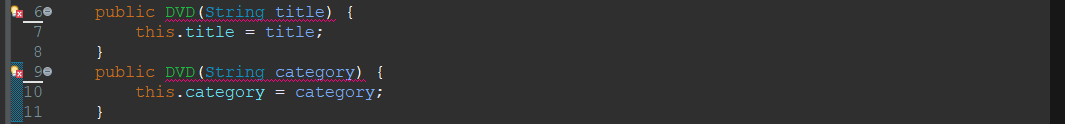 6 public DVD(String title) {
7 this.title = title;
8 }
9 public DVD(String category) {
10 this.category = category;
11 }